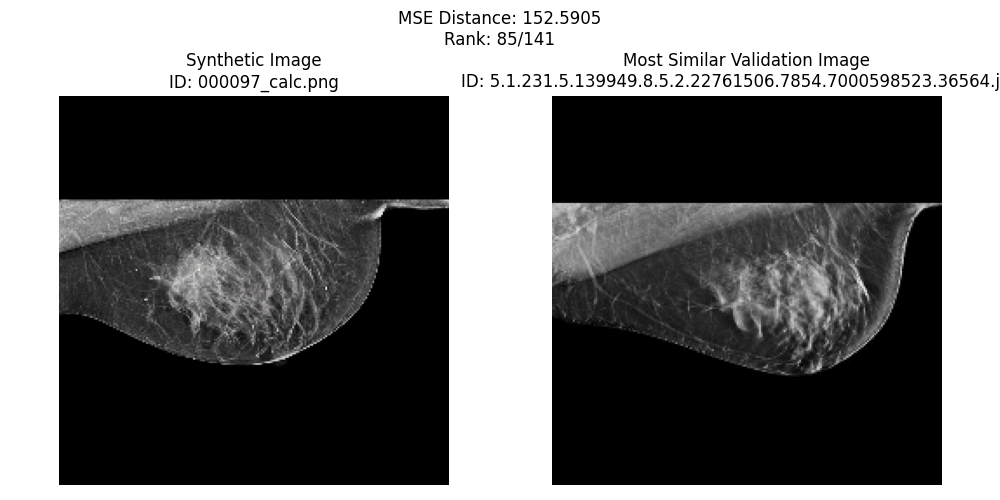 MSE Distance: 152.5905
Rank: 85/141
Synthetic Image
ID: 000097_calc.png
Most Similar Validation Image
ID: 5.1.231.5.139949.8.5.2.22761506.7854.7000598523.36564.j